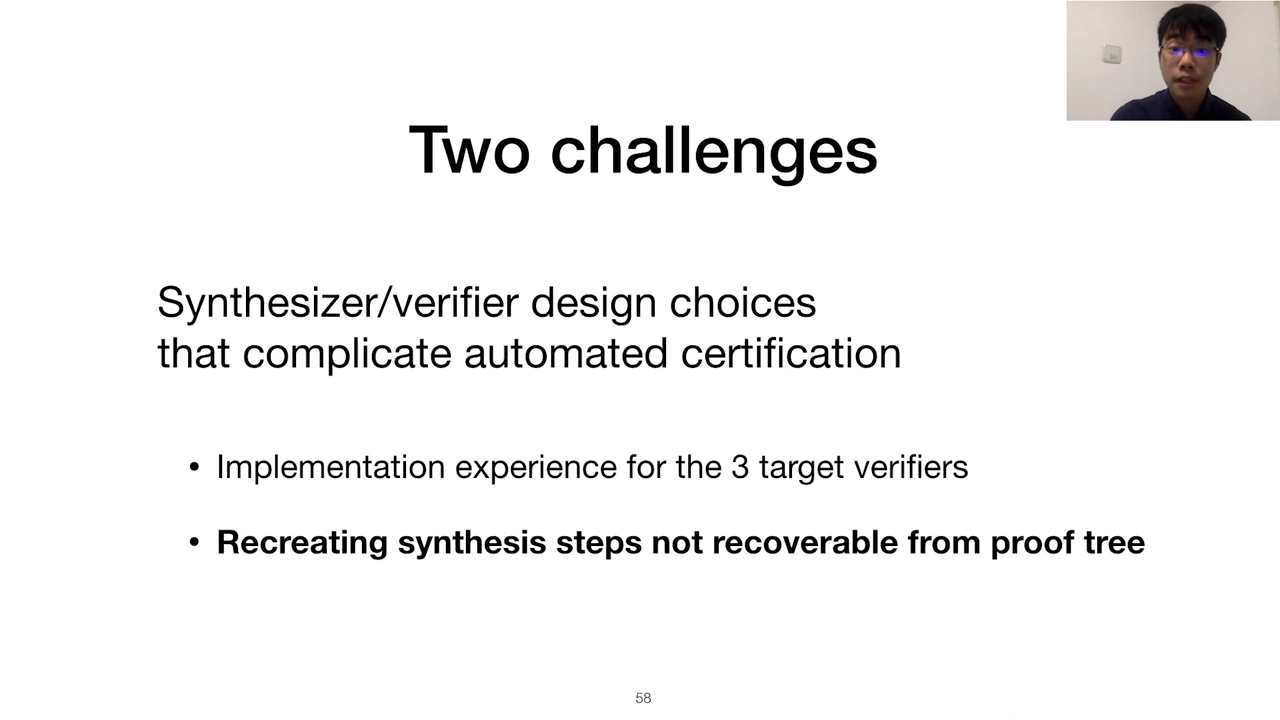 Two challenges
Synthesizer/verifier design choices
that complicate automated certification
• Implementation experience for the 3 target verifiers
• Recreating synthesis steps not recoverable from proof tree
58